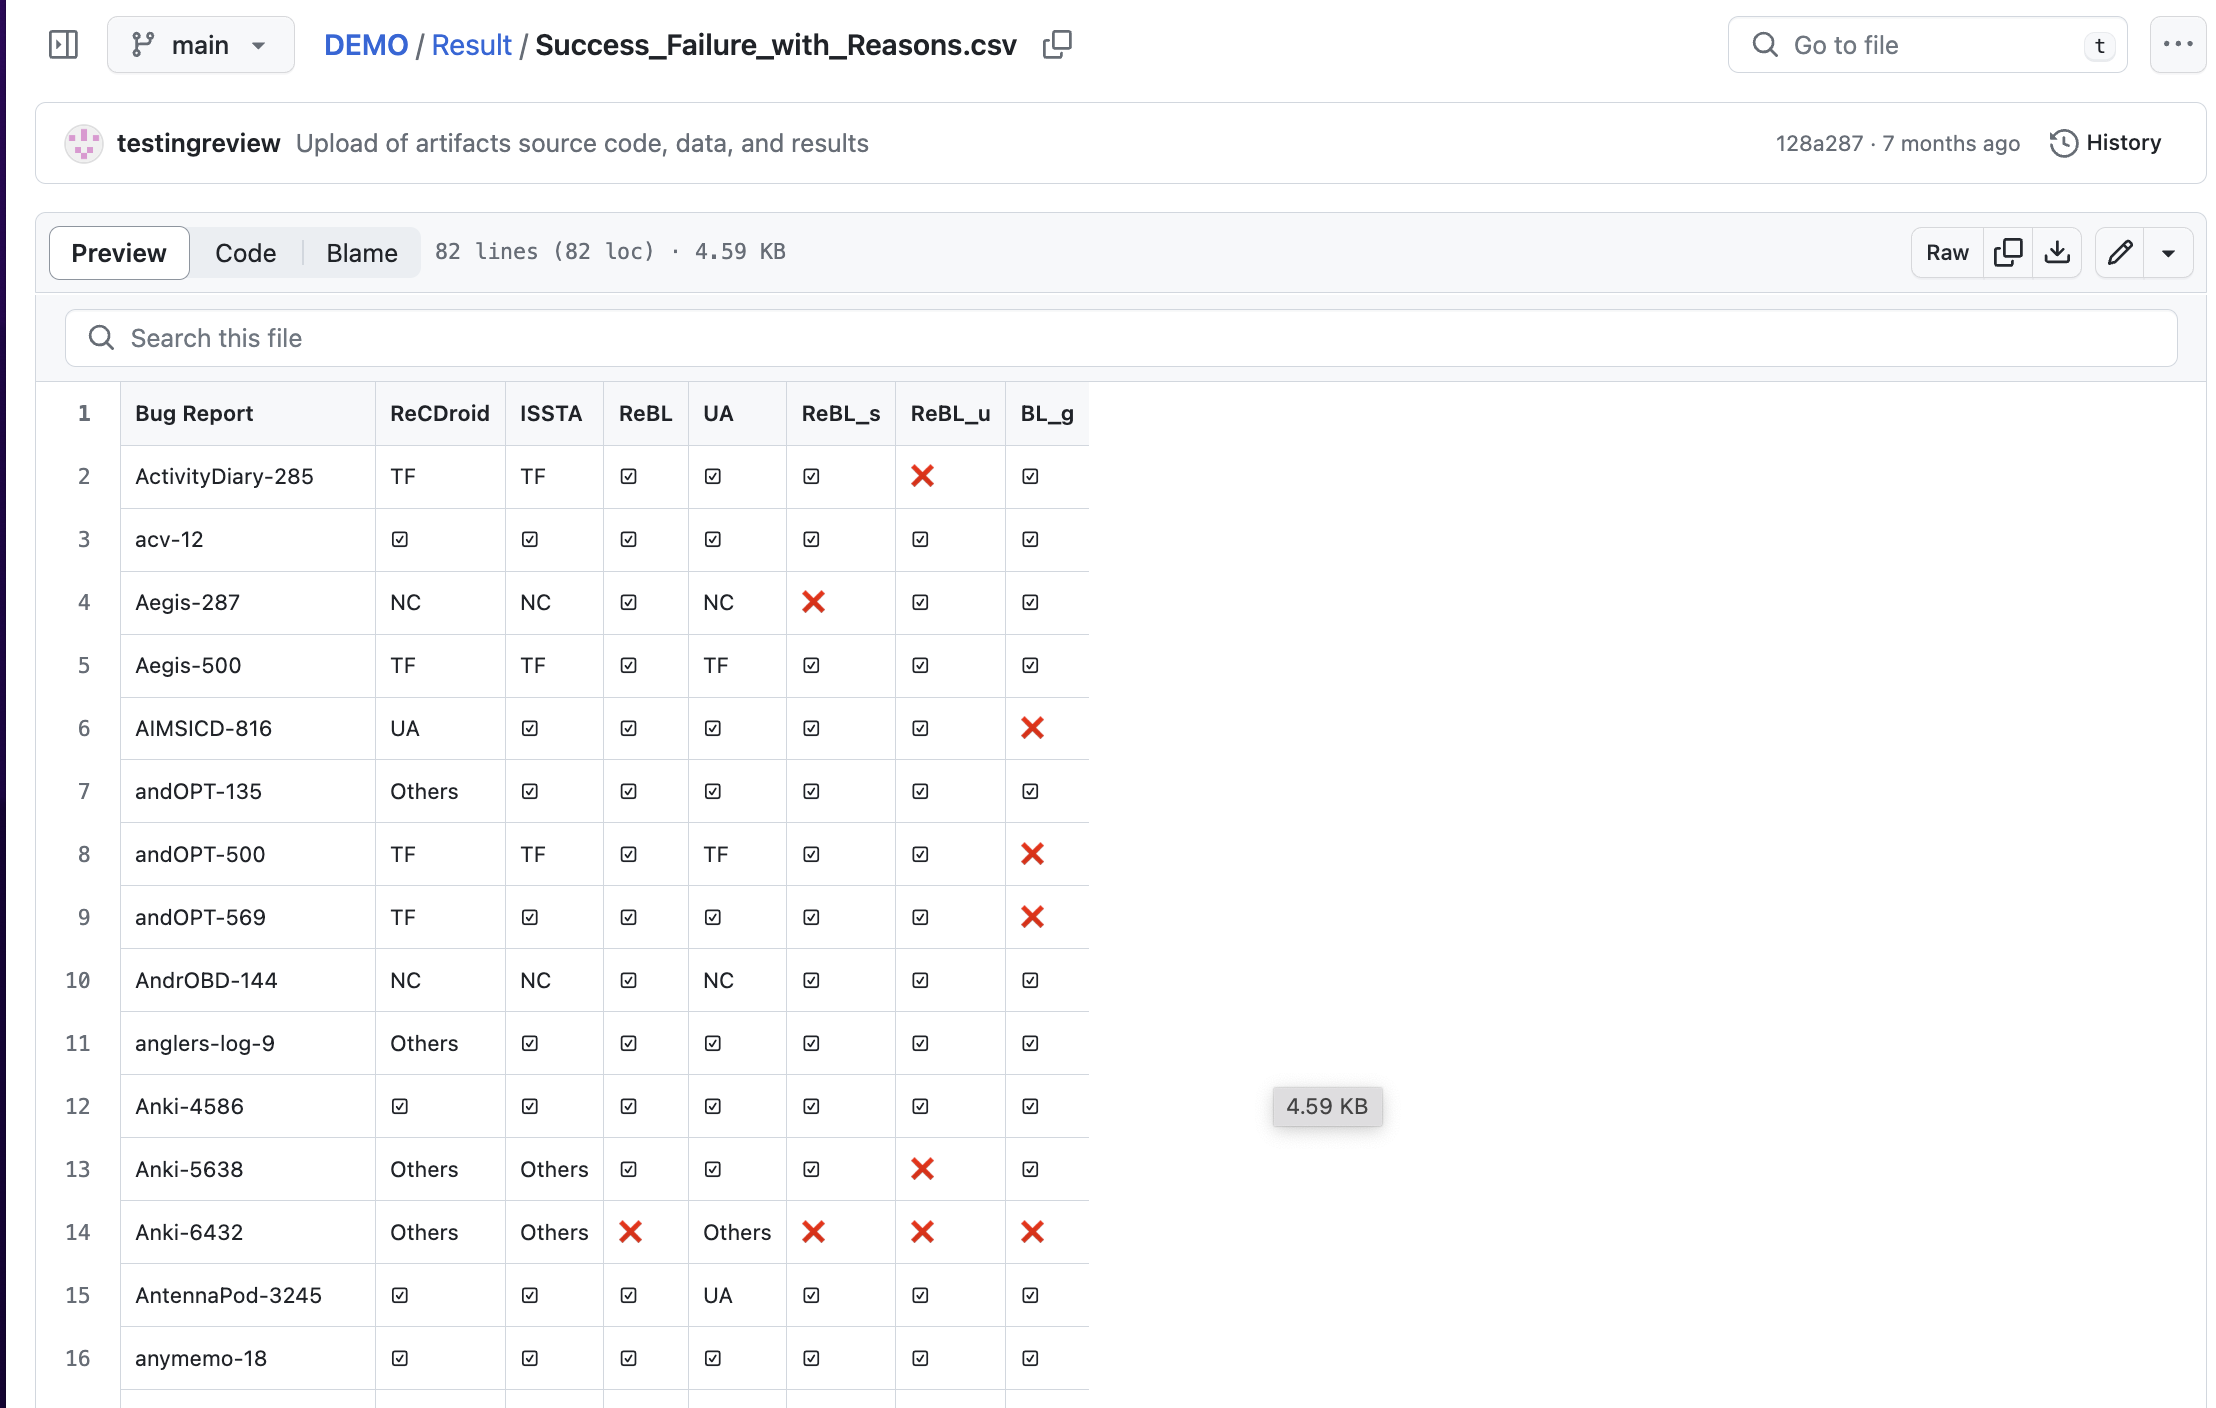 main
DEMO / Result / Success_Failure_with_Reasons.csv
Go to file
t
testingreview Upload of artifacts source code, data, and results
128a287 · 7 months ago
History
Preview Code Blame 82 lines (82 loc) · 4.59 KB
Raw
Search this file
1 Bug Report ReCDroid ISSTA ReBL UA ReBL_s ReBL_u BL_g
2 ActivityDiary-285 TF TF ☑ ☑ ☑ ❌ ☑
3 acv-12 ☑ ☑ ☑ ☑ ☑ ☑ ☑
4 Aegis-287 NC NC ☑ NC ❌ ☑ ☑
5 Aegis-500 TF TF ☑ TF ☑ ☑ ☑
6 AIMSICD-816 UA ☑ ☑ ☑ ☑ ☑ ❌
7 andOPT-135 Others ☑ ☑ ☑ ☑ ☑ ☑
8 andOPT-500 TF TF ☑ TF ☑ ☑ ❌
9 andOPT-569 TF ☑ ☑ ☑ ☑ ☑ ❌
10 AndrOBD-144 NC NC ☑ NC ☑ ☑ ☑
11 anglers-log-9 Others ☑ ☑ ☑ ☑ ☑ ☑
12 Anki-4586 ☑ ☑ ☑ ☑ ☑ ☑ ☑
4.59 KB
13 Anki-5638 Others Others ☑ ☑ ☑ ❌ ☑
14 Anki-6432 Others Others ❌ Others ❌ ❌ ❌
15 AntennaPod-3245 ☑ ☑ ☑ UA ☑ ☑ ☑
16 anymemo-18 ☑ ☑ ☑ ☑ ☑ ☑ ☑